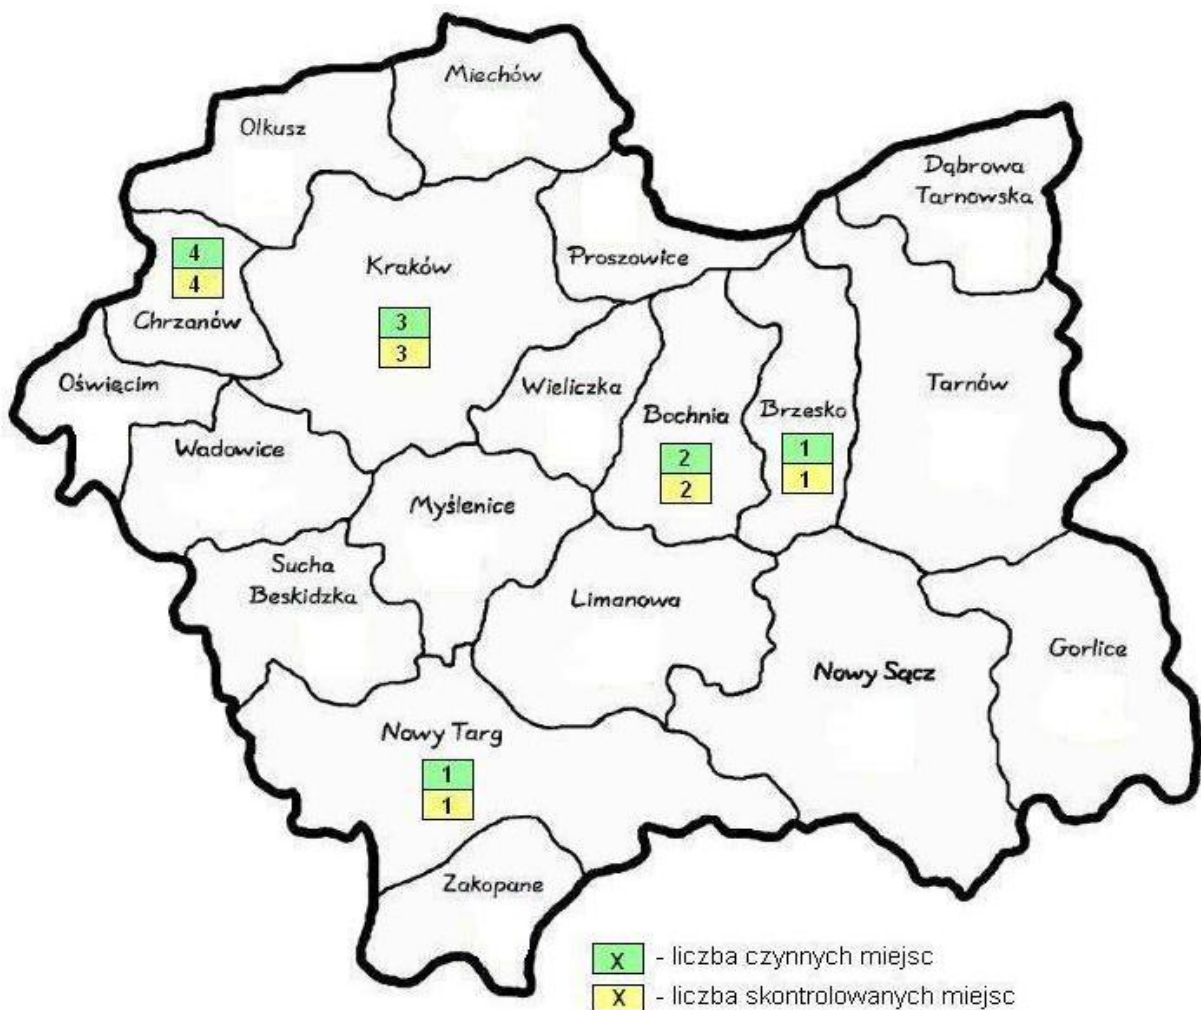 Miechów
Olkusz
Dąbrowa
Tarnowska
4
4
Chrzanów
Kraków
3
3
Proszowice
Oświęcim
Wieliczka
Bochnia
2
2
Brzesko
1
1
Tarnów
Wadowice
Myślenice
Sucha
Beskidzka
Limanowa
Nowy Sącz
Gorlice
Nowy Targ
1
1
Zakopane
X - liczba czynnych miejsc
X - liczba skontrolowanych miejsc